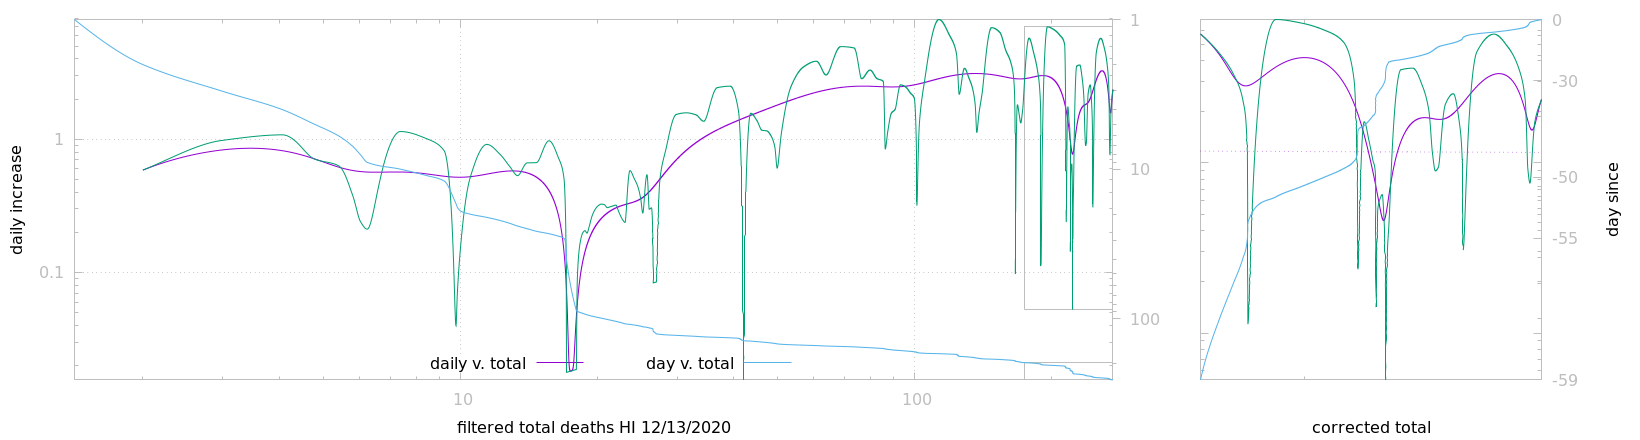 1
0
-30
10
1
daily increase
-50
day since
-55
0.1
100
daily v. total
day v. total
10
100
-59
filtered total deaths HI 12/13/2020
corrected total